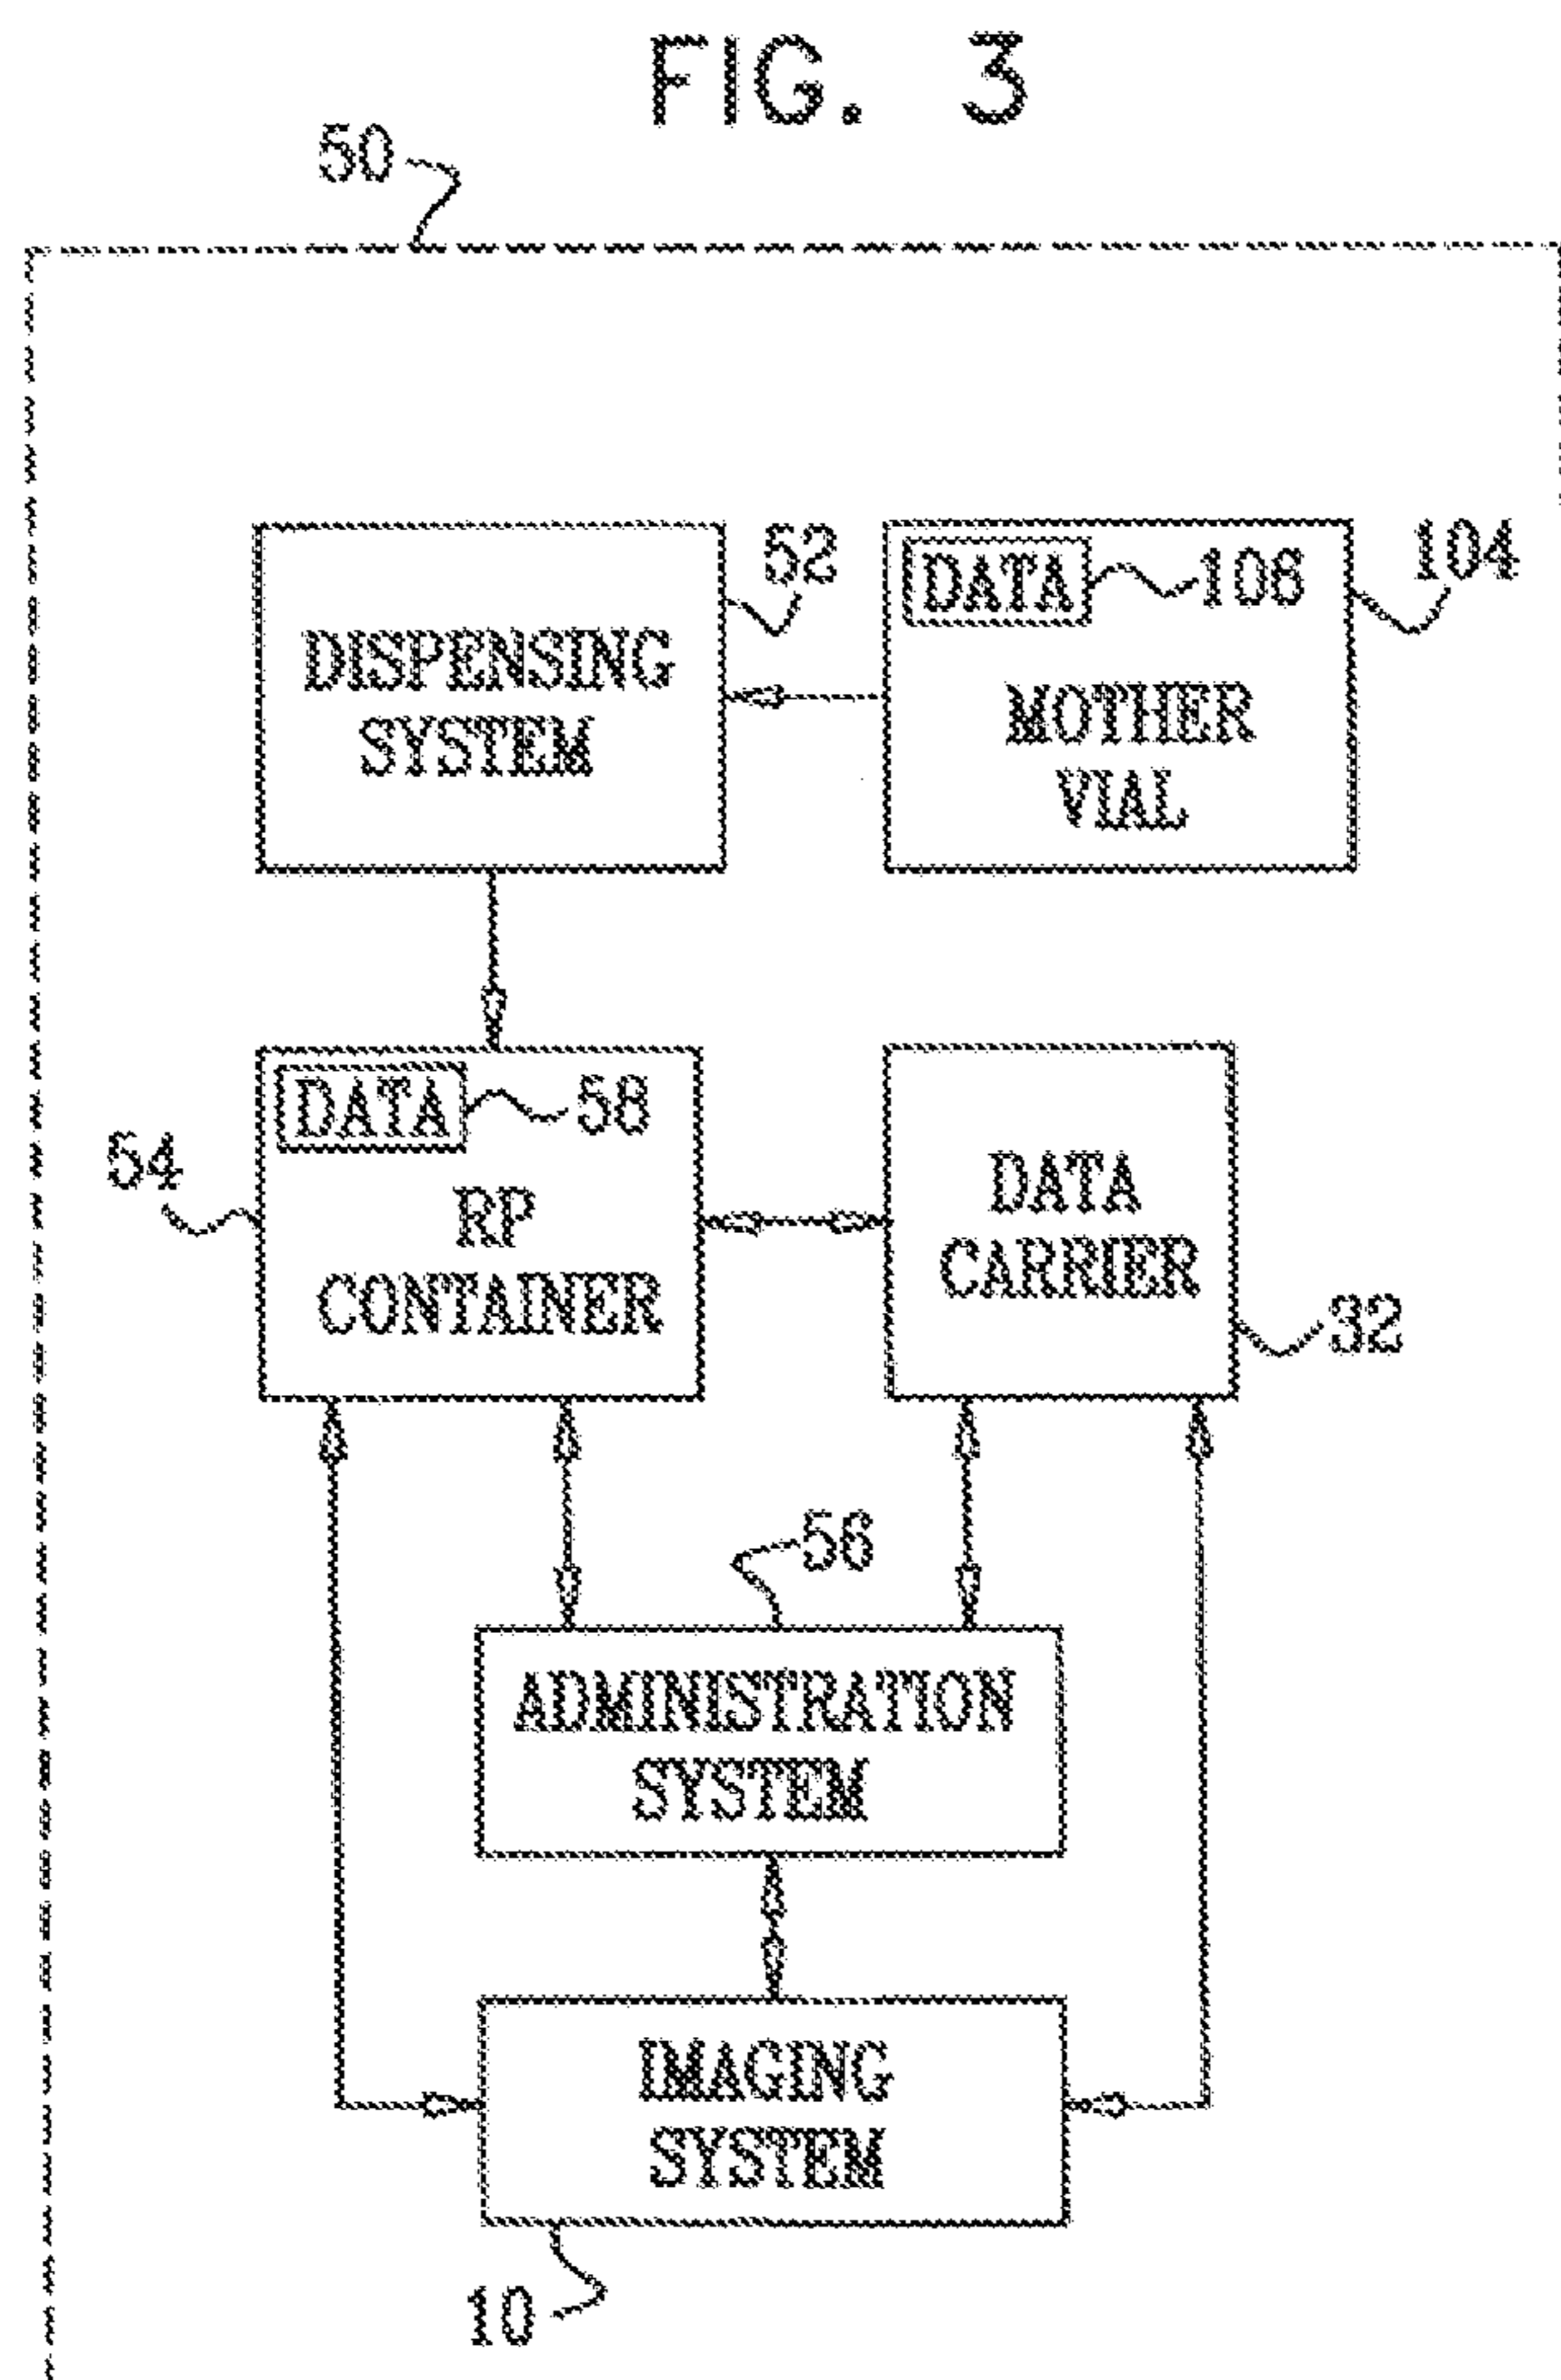 FIG. 3
50
52
DATA
106
104
DISPENSING
SYSTEM
MOTHER
VIAL
DATA
58
54
RP
CONTAINER
DATA
CARRIER
32
56
ADMINISTRATION
SYSTEM
IMAGING
SYSTEM
10